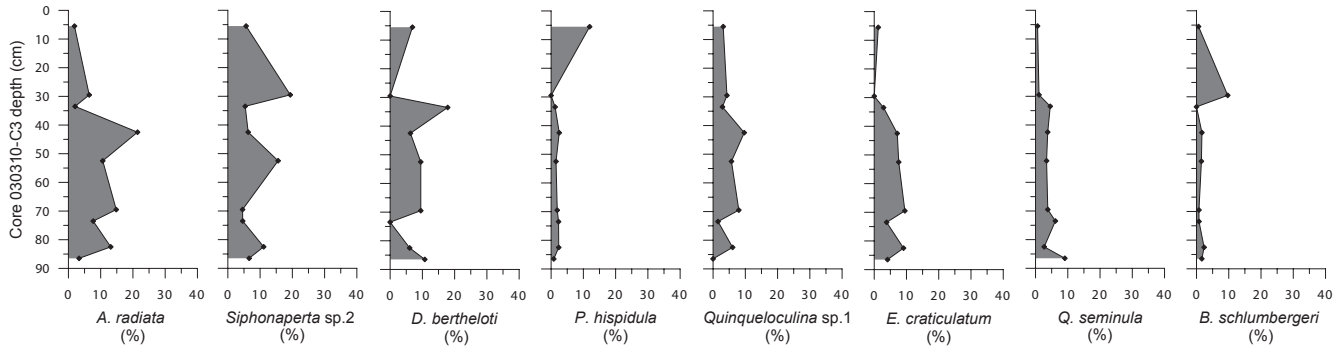 Core 030310-C3 depth (cm)
0
10
20
30
40
50
60
70
80
90
0 10 20 30 40
A. radiata
(%)
0 10 20 30 40
Siphonaperta sp.2
(%)
0 10 20 30 40
D. bertheloti
(%)
0 10 20 30 40
P. hispidula
(%)
0 10 20 30 40
Quinqueloculina sp.1
(%)
0 10 20 30 40
E. craticulatum
(%)
0 10 20 30 40
Q. seminula
(%)
0 10 20 30 40
B. schlumbergeri
(%)